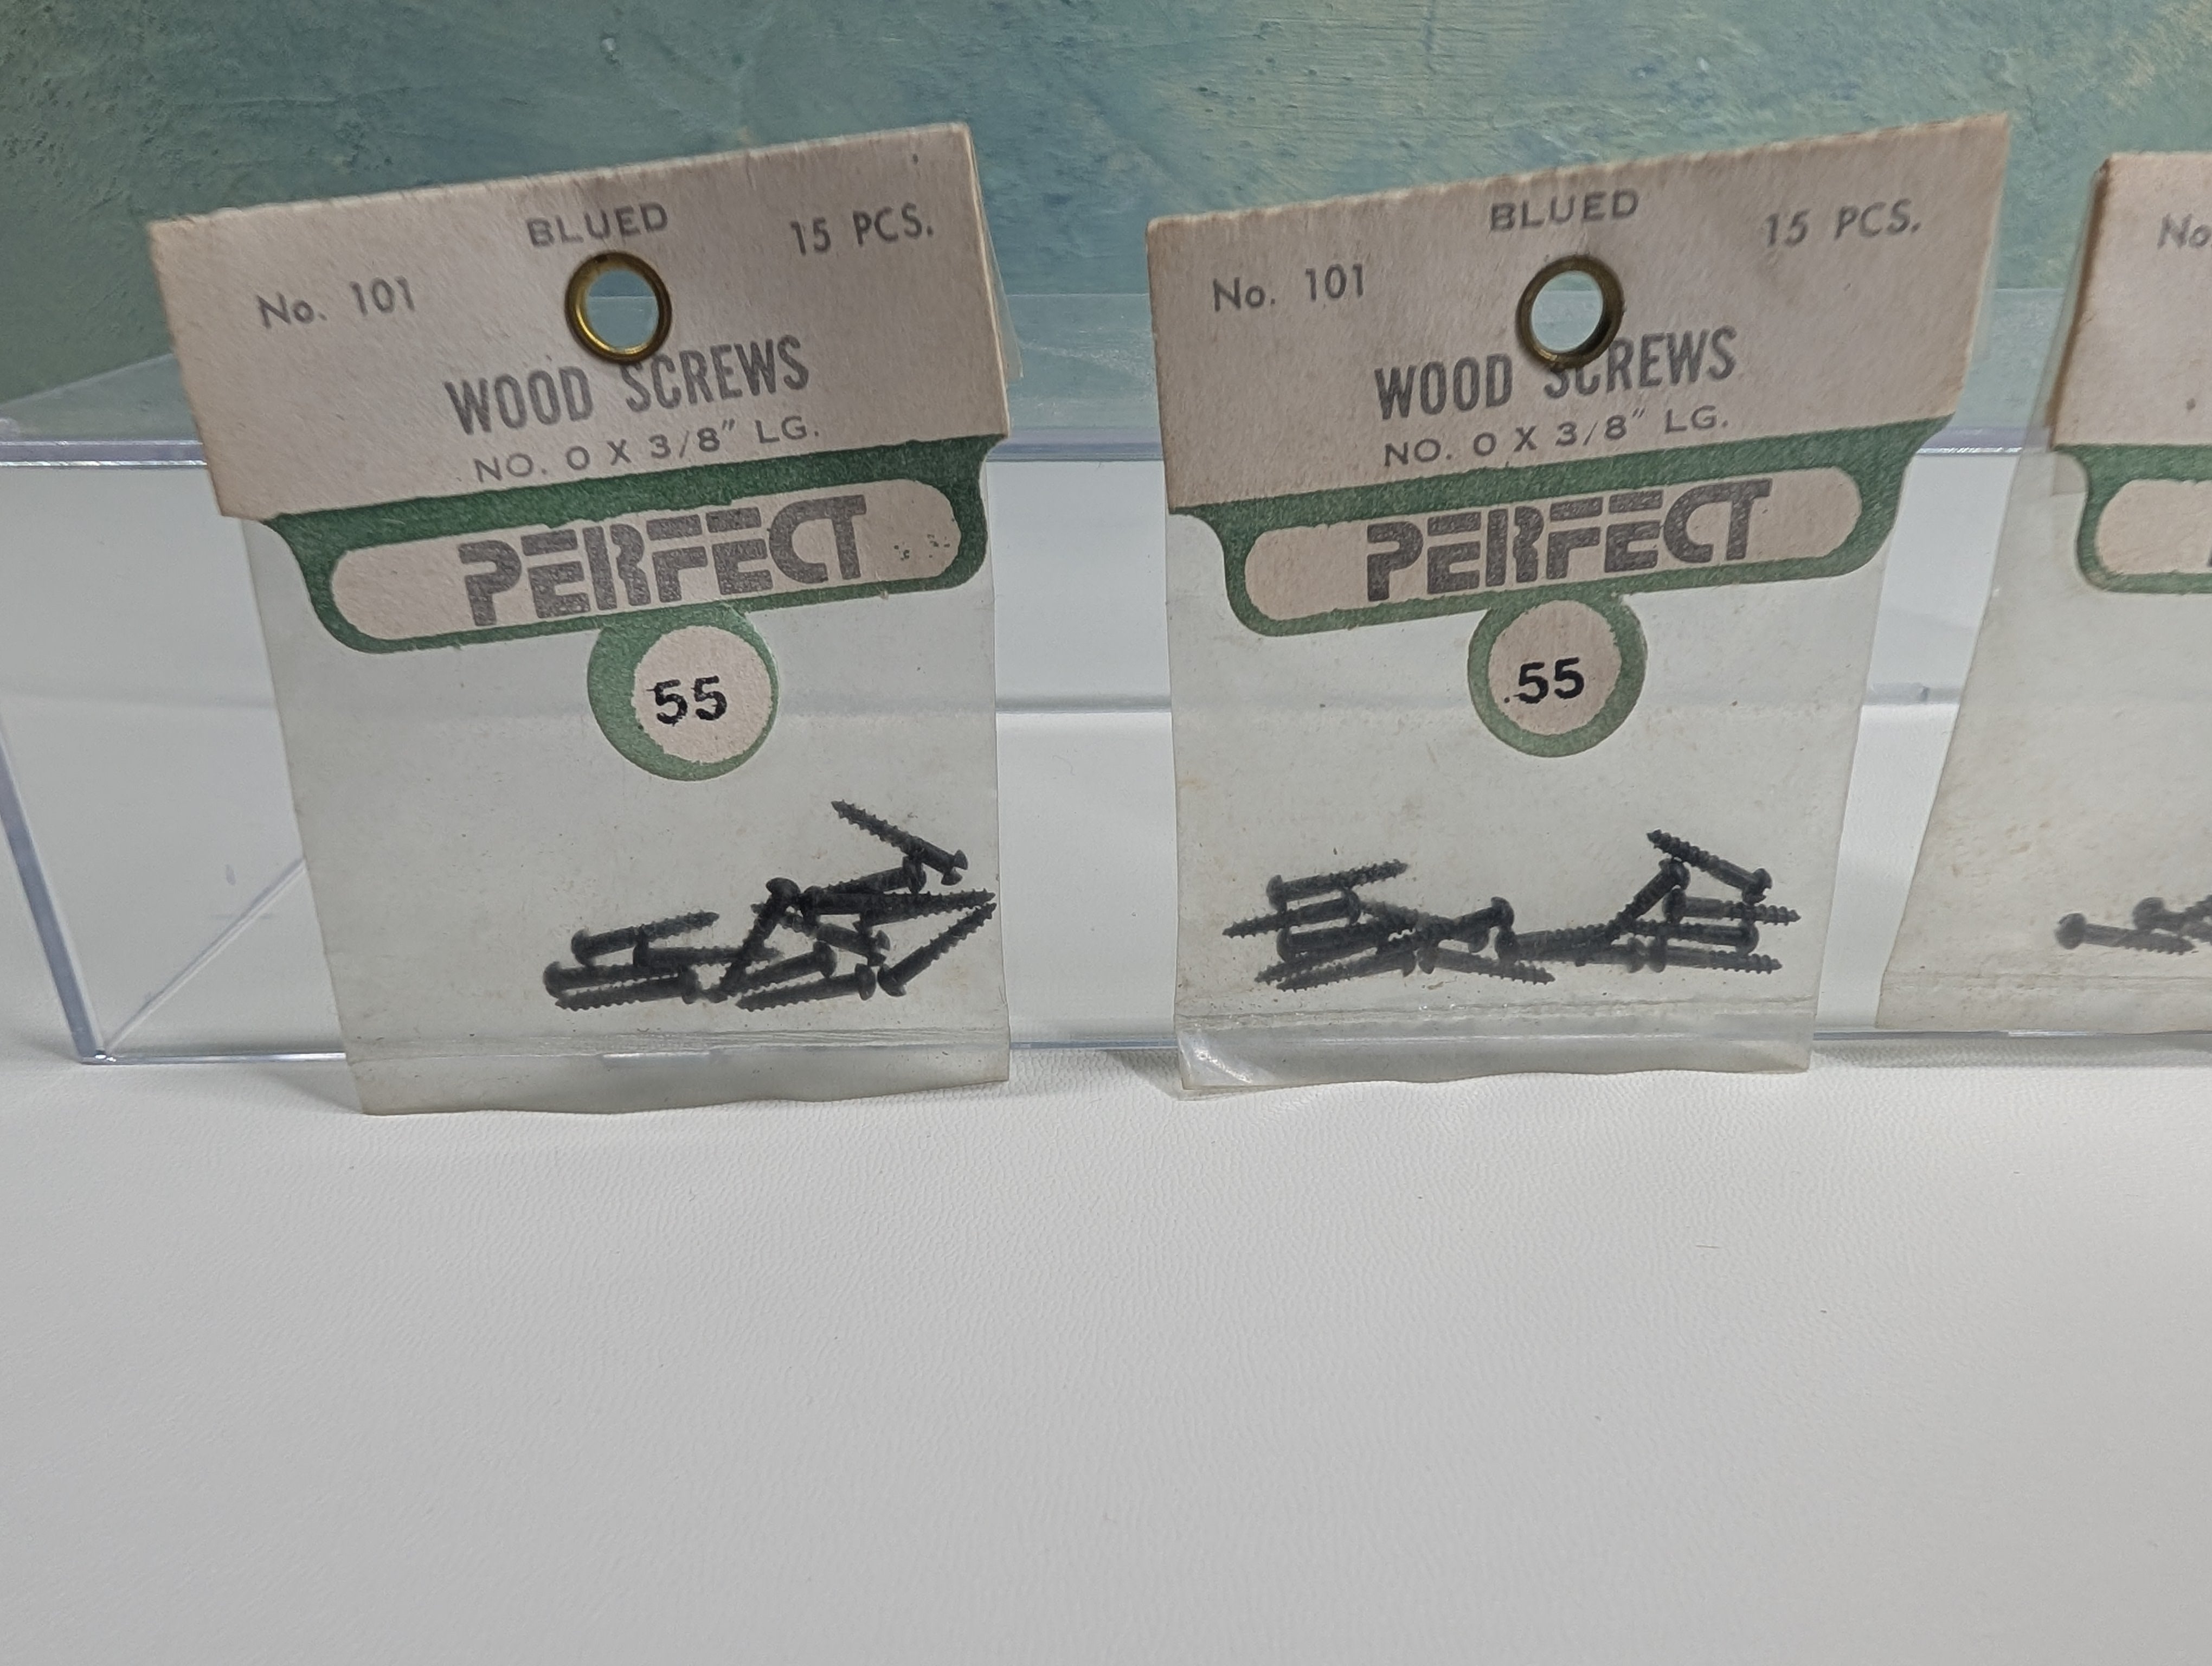 BLUED
No. 101 15 PCS.
WOOD SCREWS
NO. 0 X 3/8" LG.
PERFECT
55
BLUED
No. 101 15 PCS.
WOOD SCREWS
NO. 0 X 3/8" LG.
PERFECT
.55
No